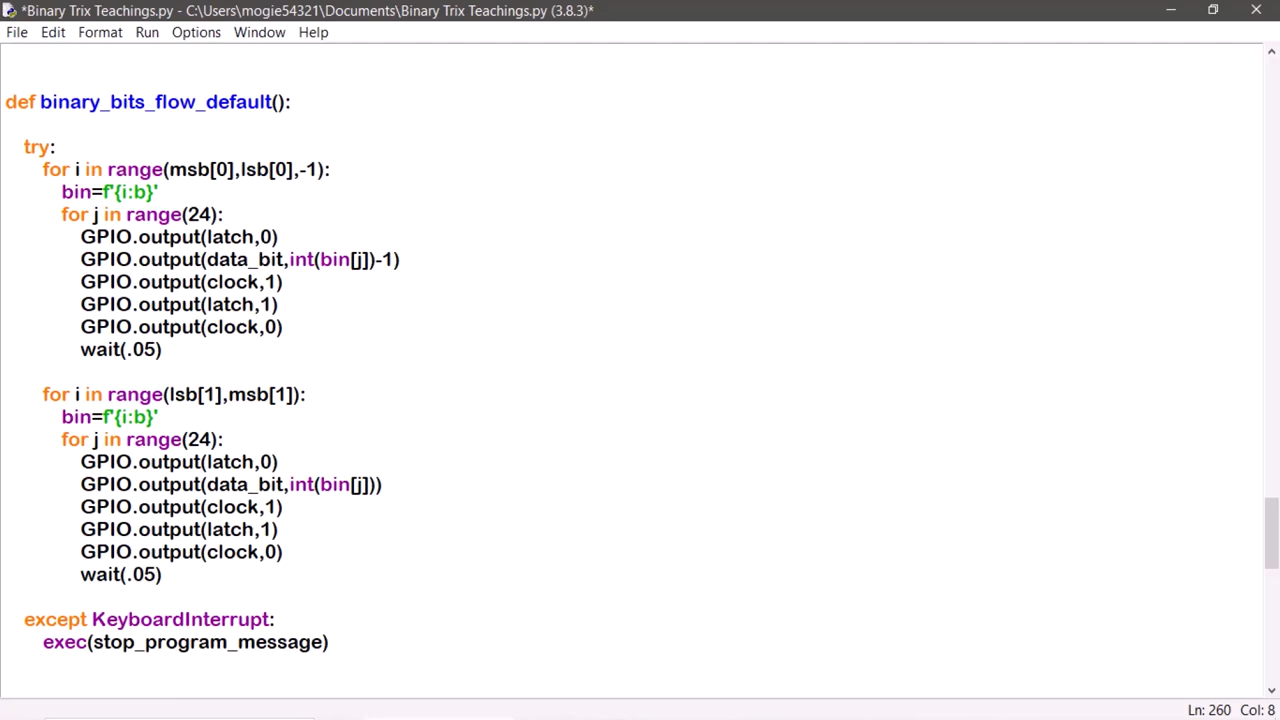 *Binary Trix Teachings.py - C:\Users\mogie54321\Documents\Binary Trix Teachings.py (3.8.3)*
File Edit Format Run Options Window Help
def binary_bits_flow_default():
try:
for i in range(msb[0],lsb[0],-1):
bin=f'{i:b}'
for j in range(24):
GPIO.output(latch,0)
GPIO.output(data_bit,int(bin[j])-1)
GPIO.output(clock,1)
GPIO.output(latch,1)
GPIO.output(clock,0)
wait(.05)
for i in range(lsb[1],msb[1]):
bin=f'{i:b}'
for j in range(24):
GPIO.output(latch,0)
GPIO.output(data_bit,int(bin[j]))
GPIO.output(clock,1)
GPIO.output(latch,1)
GPIO.output(clock,0)
wait(.05)
except KeyboardInterrupt:
exec(stop_program_message)
Ln: 260 Col: 8